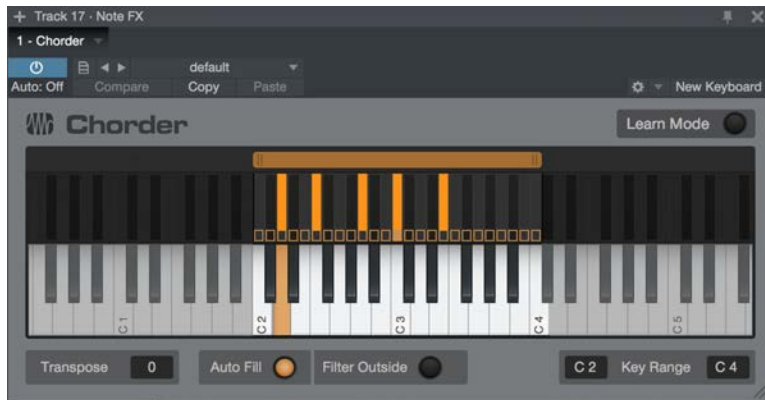 Track 17 - Note FX
1 - Chorder
default
Auto: Off Compare Copy Paste New Keyboard
Chorder Learn Mode
C 1 C 2 C 3 C 4 C 5
Transpose 0 Auto Fill Filter Outside C 2 Key Range C 4